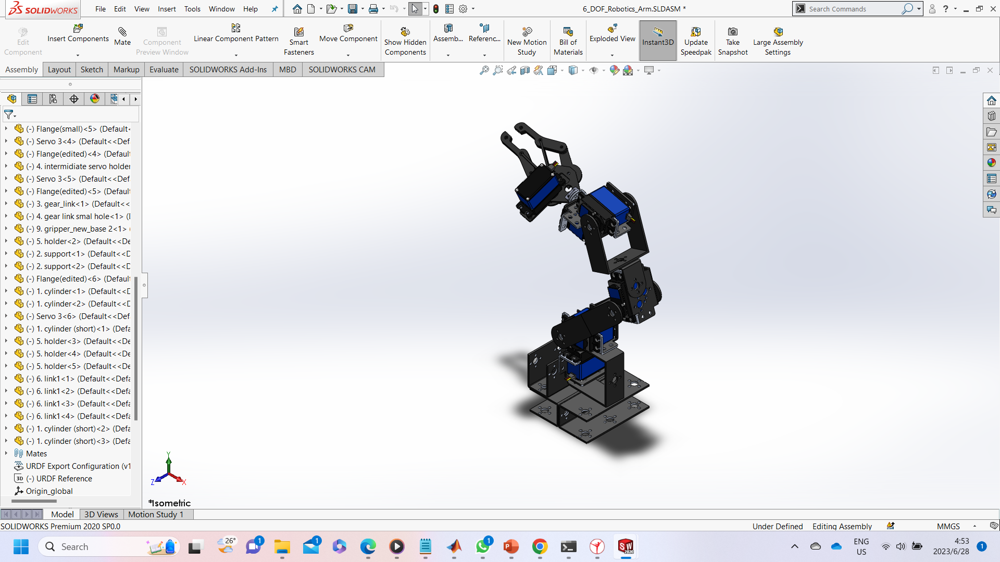 SOLIDWORKS
File Edit View Insert Tools Window Help
6_DOF_Robotics_Arm.SLDASM *
Search Commands
Edit Component
Insert Components
Mate
Component Preview Window
Linear Component Pattern
Smart Fasteners
Move Component
Show Hidden Components
Assemb...
Referenc...
New Motion Study
Bill of Materials
Exploded View
Instant3D
Update Speedpak
Take Snapshot
Large Assembly Settings
Assembly Layout Sketch Markup Evaluate SOLIDWORKS Add-Ins MBD SOLIDWORKS CAM
(-) Flange(small)<5> (Default<
(-) Servo 3<4> (Default<<Def
(-) Flange(edited)<4> (Default
(-) 4. intermidiate servo holder
(-) Servo 3<5> (Default<<Def
(-) Flange(edited)<5> (Default
(-) 3. gear_link<1> (Default<<
(-) 4. gear link smal hole<1> (
(-) 9. gripper_new_base 2<1> (
(-) 5. holder<2> (Default<<De
(-) 2. support<1> (Default<<D
(-) 2. support<2> (Default<<D
(-) Flange(edited)<6> (Default
(-) 1. cylinder<1> (Default<<D
(-) 1. cylinder<2> (Default<<D
(-) Servo 3<6> (Default<<Def
(-) 1. cylinder (short)<1> (Defa
(-) 5. holder<3> (Default<<De
(-) 5. holder<4> (Default<<De
(-) 5. holder<5> (Default<<De
(-) 6. link1<1> (Default<<Defa
(-) 6. link1<2> (Default<<Defa
(-) 6. link1<3> (Default<<Defa
(-) 6. link1<4> (Default<<Defa
(-) 1. cylinder (short)<2> (Defa
(-) 1. cylinder (short)<3> (Defa
Mates
URDF Export Configuration (v1
3D (-) URDF Reference
Origin_global
Y
Z X
*Isometric
Model 3D Views Motion Study 1
SOLIDWORKS Premium 2020 SP0.0
Under Defined Editing Assembly MMGS
Search
26°
1
1
1
SW 2020
ENG
US
4:53
2023/6/28
1